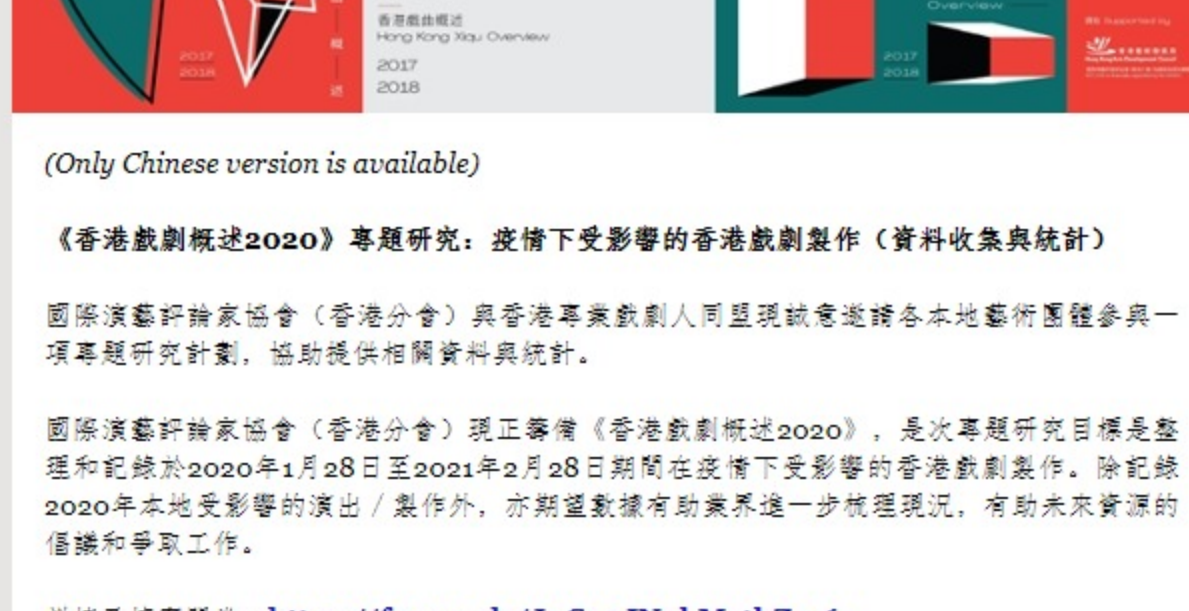 概
述
2017
2018
香港戲曲概述
Hong Kong Xiqu Overview
2017
2018
Overview
2017
2018
Supported by
(Only Chinese version is available)
《香港戲劇概述2020》專題研究：疫情下受影響的香港戲劇製作（資料收集與統計）
國際演藝評論家協會（香港分會）與香港專業戲劇人同盟現誠意邀請各本地藝術團體參與一
項專題研究計劃，協助提供相關資料與統計。
國際演藝評論家協會（香港分會）現正籌備《香港戲劇概述2020》，是次專題研究目標是整
理和記錄於2020年1月28日至2021年2月28日期間在疫情下受影響的香港戲劇製作。除記錄
2020年本地受影響的演出 / 製作外，亦期望數據有助業界進一步梳理現況，有助未來資源的
倡議和爭取工作。